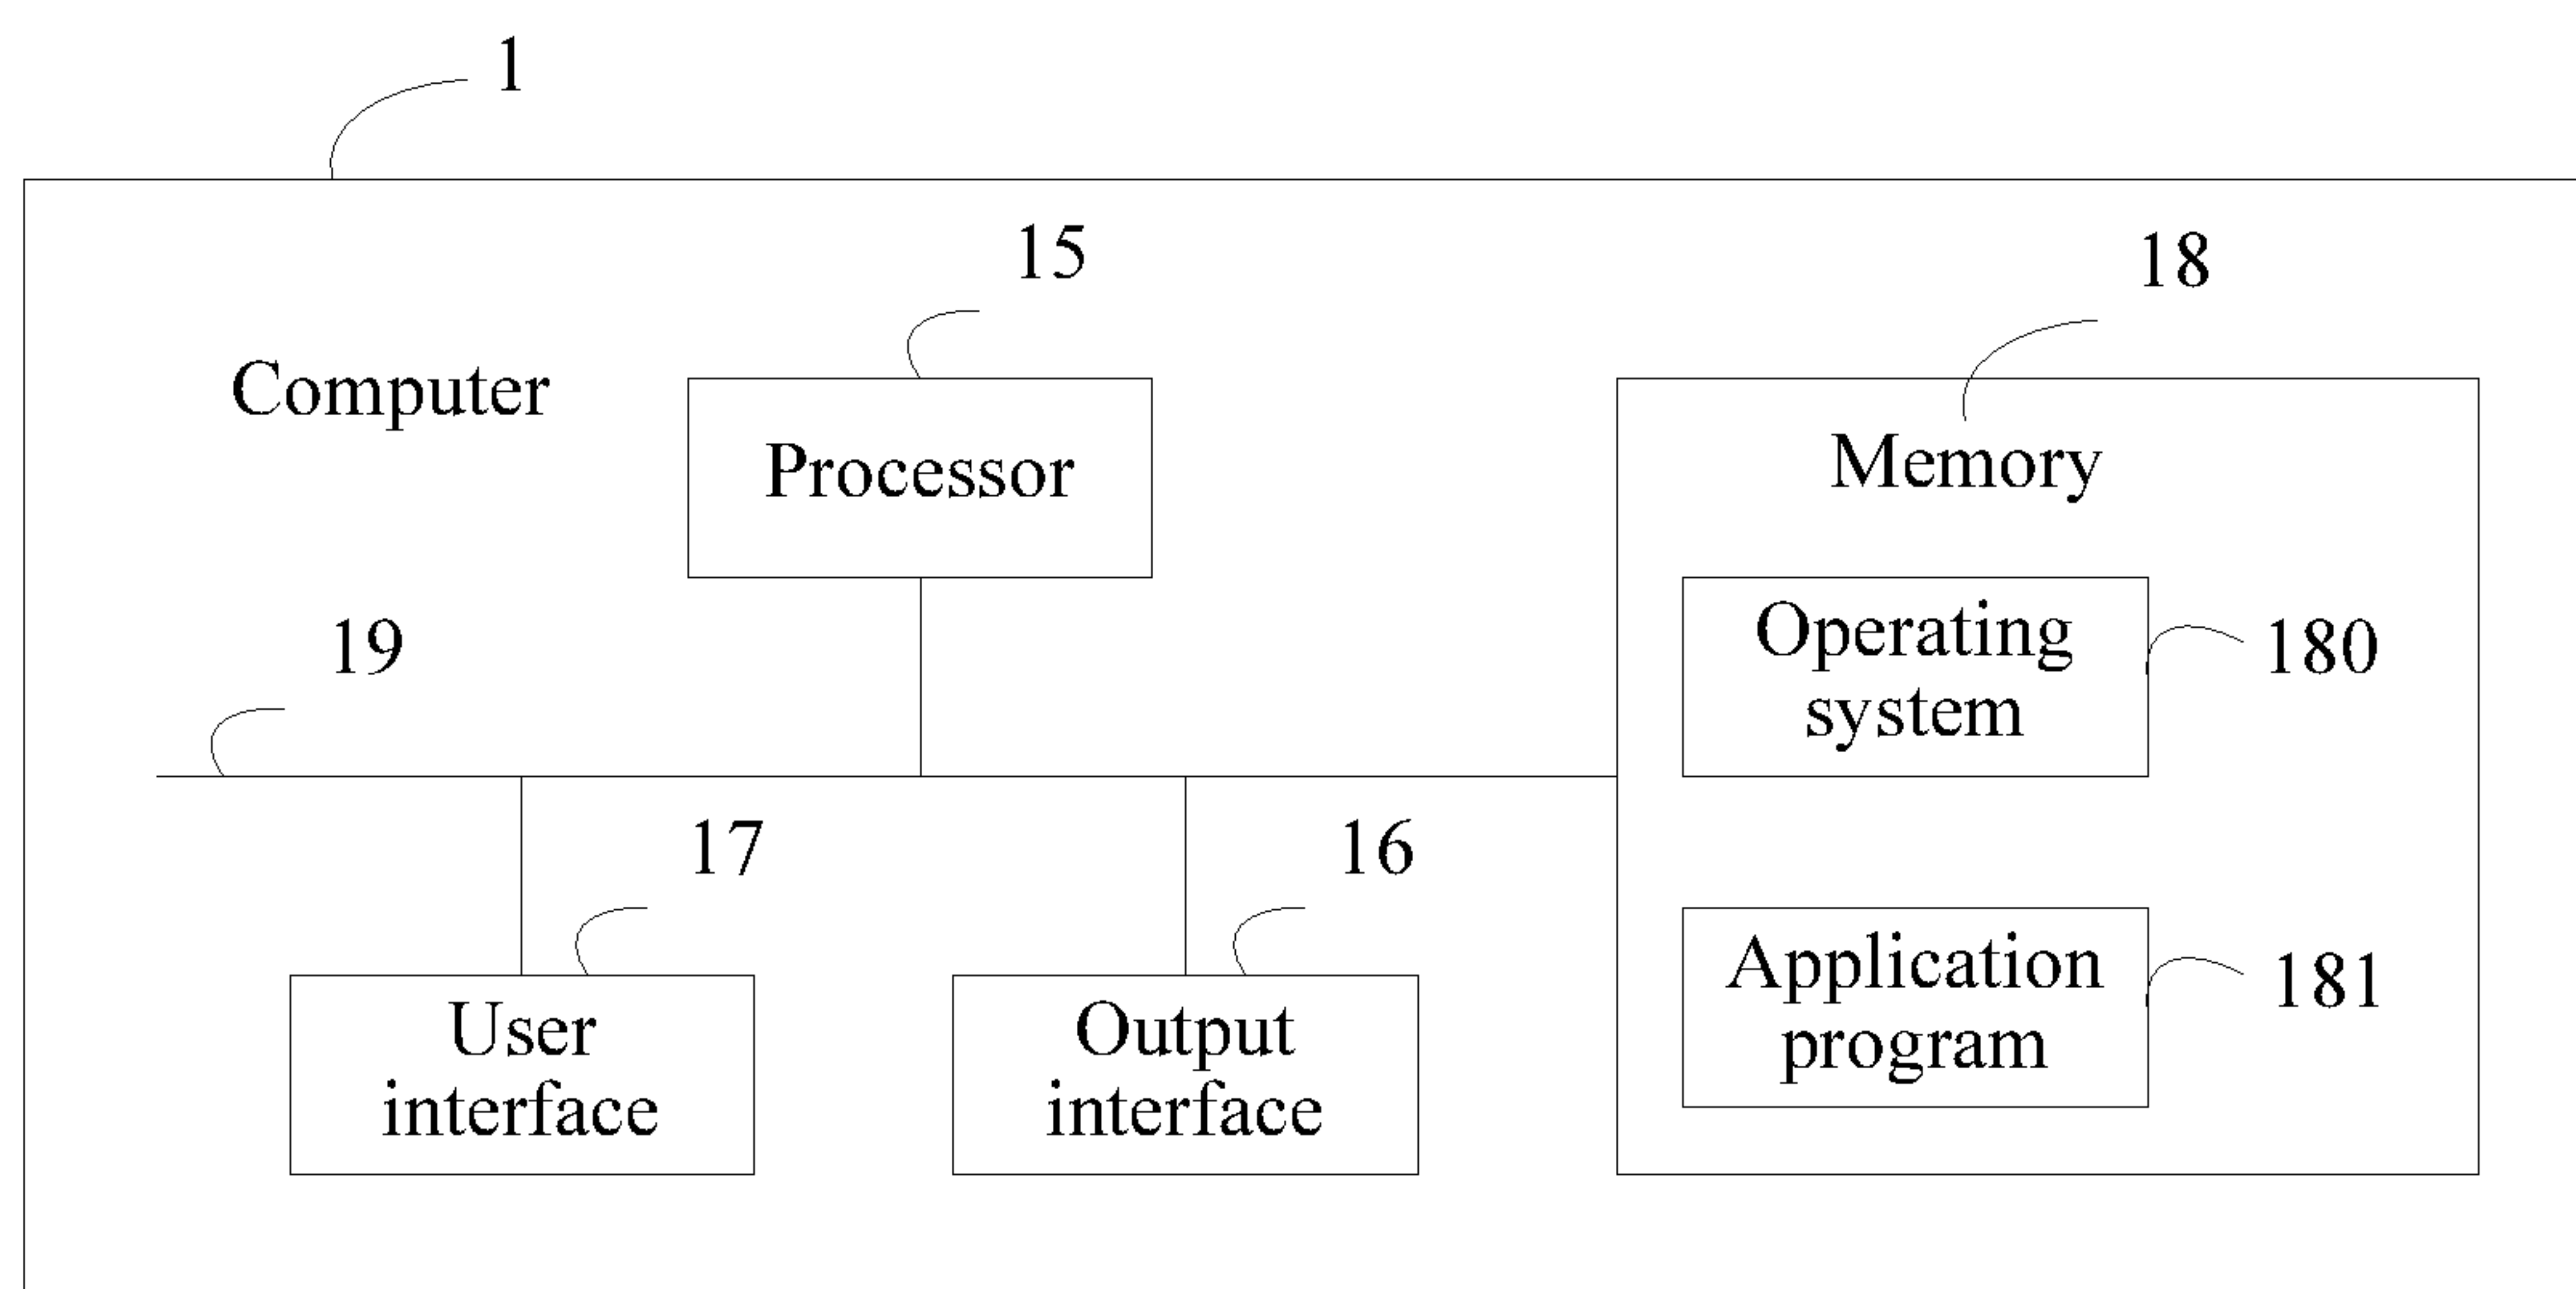 1
15
18
Computer
Processor
Memory
19
Operating
system
180
17
16
User
interface
Output
interface
Application
program
181